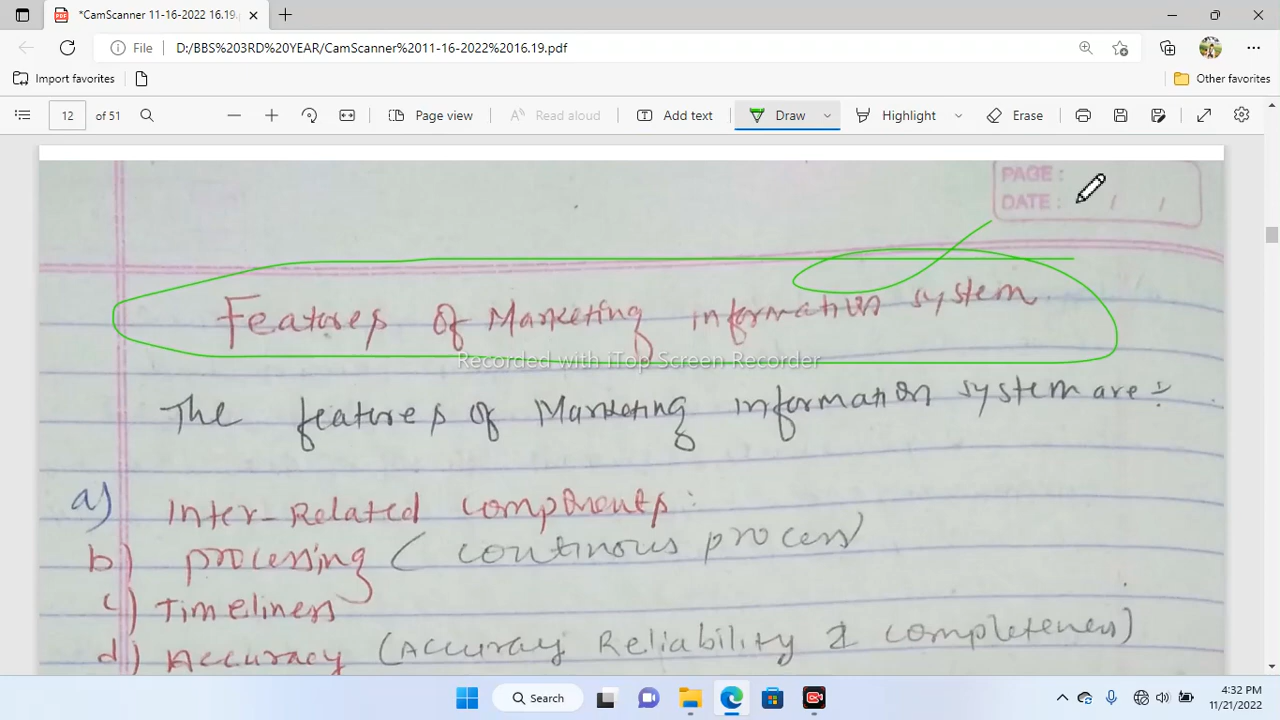 *CamScanner 11-16-2022 16.19.
File D:/BBS%203RD%20YEAR/CamScanner%2011-16-2022%2016.19.pdf
Import favorites
Other favorites
12 of 51 Page view Read aloud Add text Draw Highlight Erase
PAGE :
DATE : / /
Features of Marketing information system
Recorded with iTop Screen Recorder
The features of Marketing information system are :-
a) Inter-Related components :
b) processing ( continous process )
c) Timeliness
d) Accuracy (Accuracy Reliability & completeness)
Search
4:32 PM
11/21/2022